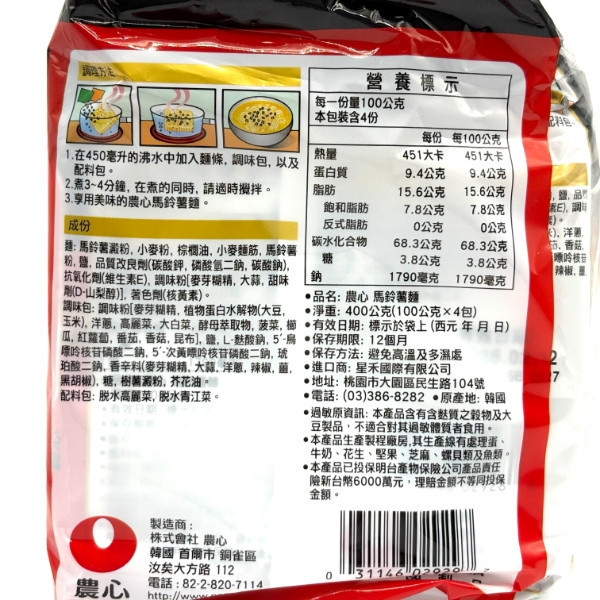 調理方法
1.在450毫升的沸水中加入麵條, 調味包, 以及
配料包。
2.煮3~4分鐘, 在煮的同時, 請適時攪拌。
3.享用美味的農心馬鈴薯麵。
成份
麵: 馬鈴薯澱粉, 小麥粉, 棕櫚油, 小麥麵筋, 馬鈴薯
粉, 鹽, 品質改良劑(碳酸鉀, 磷酸氫二鈉, 碳酸鈉),
抗氧化劑(維生素E), 調味粉[麥芽糊精, 大蒜, 甜味
劑(D-山梨醇)], 著色劑(核黃素)。
調味包: 調味粉[麥芽糊精, 植物蛋白水解物(大豆,
玉米), 洋蔥, 高麗菜, 大白菜, 酵母萃取物, 菠菜, 櫛
瓜, 紅蘿蔔, 番茄, 香菇, 昆布], 鹽, L-麩酸鈉, 5'-鳥
嘌呤核苷磷酸二鈉, 5'-次黃嘌呤核苷磷酸二鈉, 琥
珀酸二鈉, 香辛料(麥芽糊精, 大蒜, 洋蔥, 辣椒, 薑,
黑胡椒), 糖, 樹薯澱粉, 芥花油。
配料包: 脫水高麗菜, 脫水青江菜。
營養標示
每一份量100公克
本包裝含4份
每份 每100公克
熱量 451大卡 451大卡
蛋白質 9.4公克 9.4公克
脂肪 15.6公克 15.6公克
飽和脂肪 7.8公克 7.8公克
反式脂肪 0公克 0公克
碳水化合物 68.3公克 68.3公克
糖 3.8公克 3.8公克
鈉 1790毫克 1790毫克
•品名: 農心 馬鈴薯麵
•淨重: 400公克(100公克×4包)
•有效日期: 標示於袋上 (西元 年 月 日)
•保存期限: 12個月
•保存方法: 避免高溫及多濕處
•進口商: 星禾國際有限公司
•地址: 桃園市大園區民生路104號
•電話: (03)386-8282 •原產地: 韓國
•過敏原資訊: 本產品含有含麩質之穀物及大
豆製品, 不適合對其過敏體質者食用。
•本產品生產製程廠房,其生產線有處理蛋、
牛奶、花生、堅果、芝麻、螺貝類及魚類。
•本產品已投保明台產物保險公司產品責任
險新台幣6000萬元, 理賠金額不等同投保
金額。
農心
製造商:
株式會社 農心
韓國 首爾市 銅雀區
汝矣大方路 112
電話 : 82-2-820-7114
http://www.
0 31146